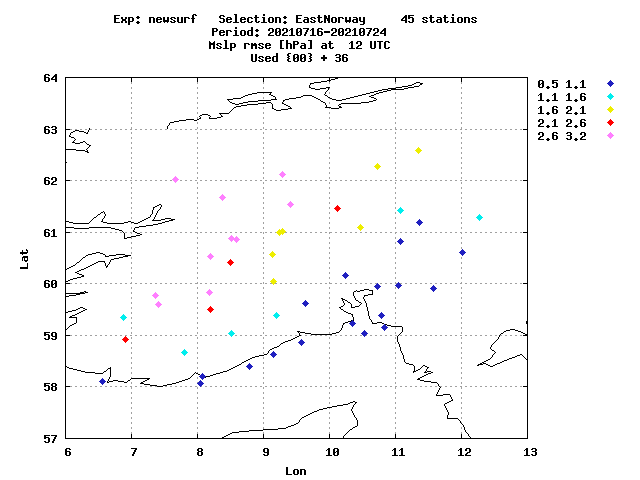 Exp: newsurf   Selection: EastNorway     45 stations
Period: 20210716-20210724
Mslp rmse [hPa] at  12 UTC
Used {00} + 36
0.5 1.1
1.1 1.6
1.6 2.1
2.1 2.6
2.6 3.2
64
63
62
61
60
59
58
57
Lat
6 7 8 9 10 11 12 13
Lon